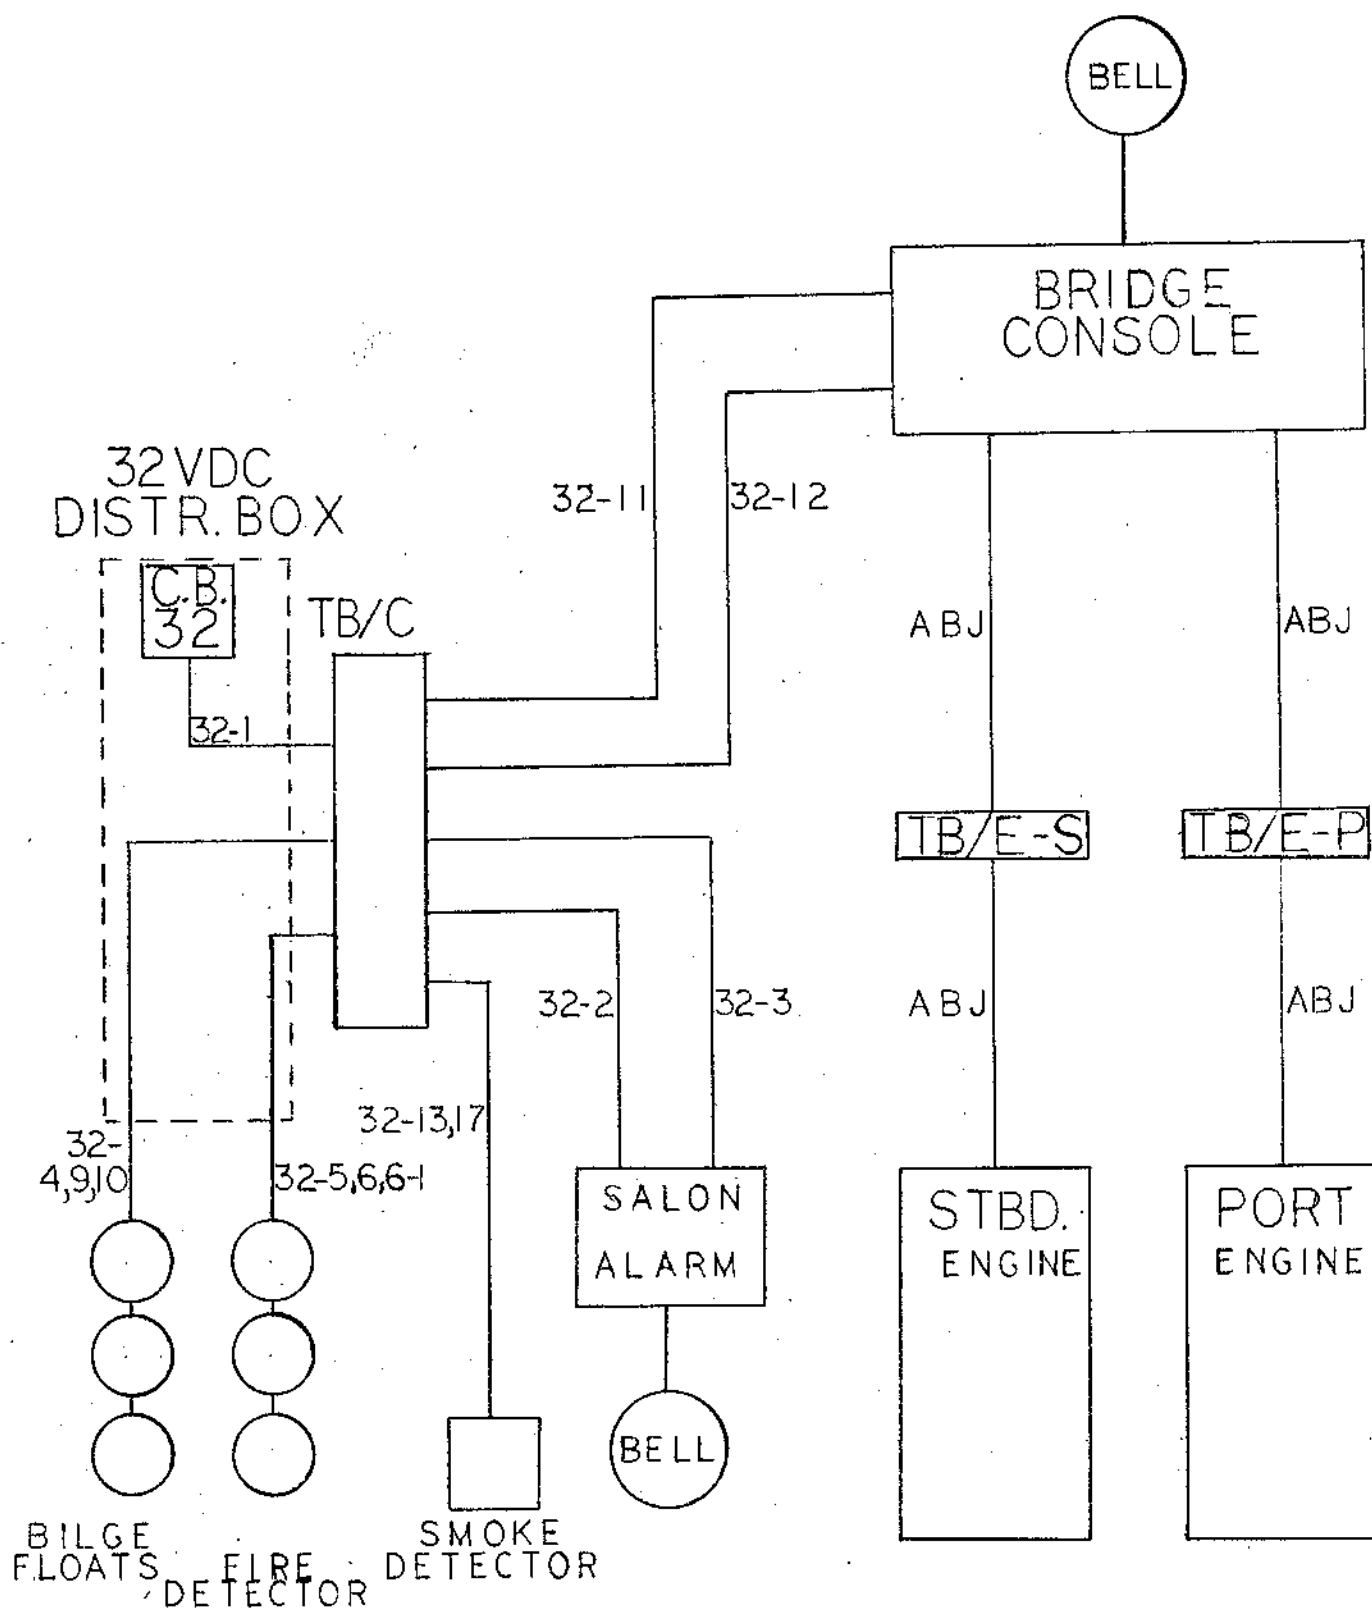 BELL
BRIDGE
CONSOLE
32VDC
DISTR. BOX
32-11
32-12
C.B.
32
TB/C
ABJ
ABJ
32-1
TB/E-S
TB/E-P
32-2
32-3
ABJ
ABJ
32-13,17
32-
4,9,10
32-5,6,6-1
SALON
ALARM
STBD.
ENGINE
PORT
ENGINE
BELL
BILGE
FLOATS
FIRE
DETECTOR
SMOKE
DETECTOR